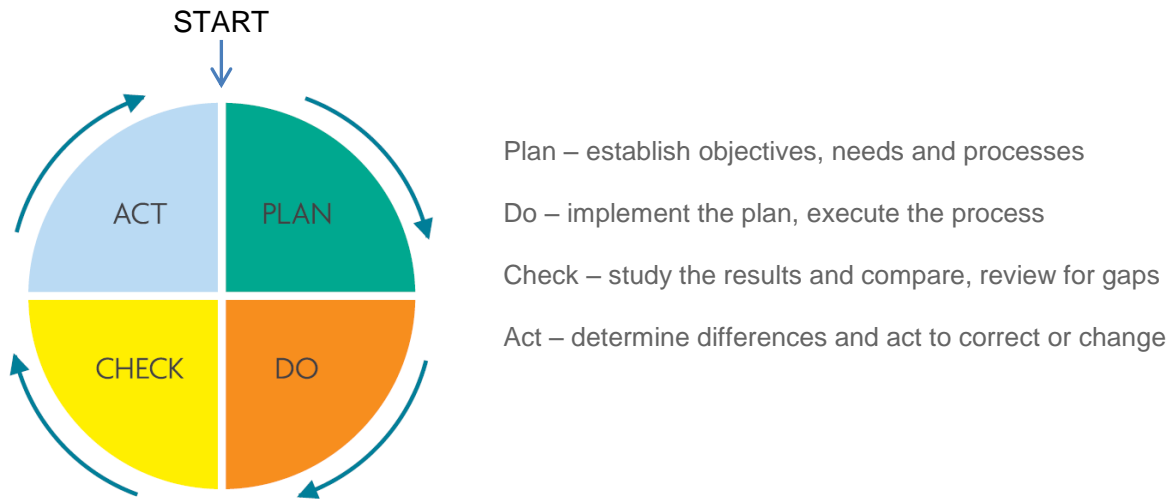 START
ACT
PLAN
CHECK
DO
Plan – establish objectives, needs and processes
Do – implement the plan, execute the process
Check – study the results and compare, review for gaps
Act – determine differences and act to correct or change